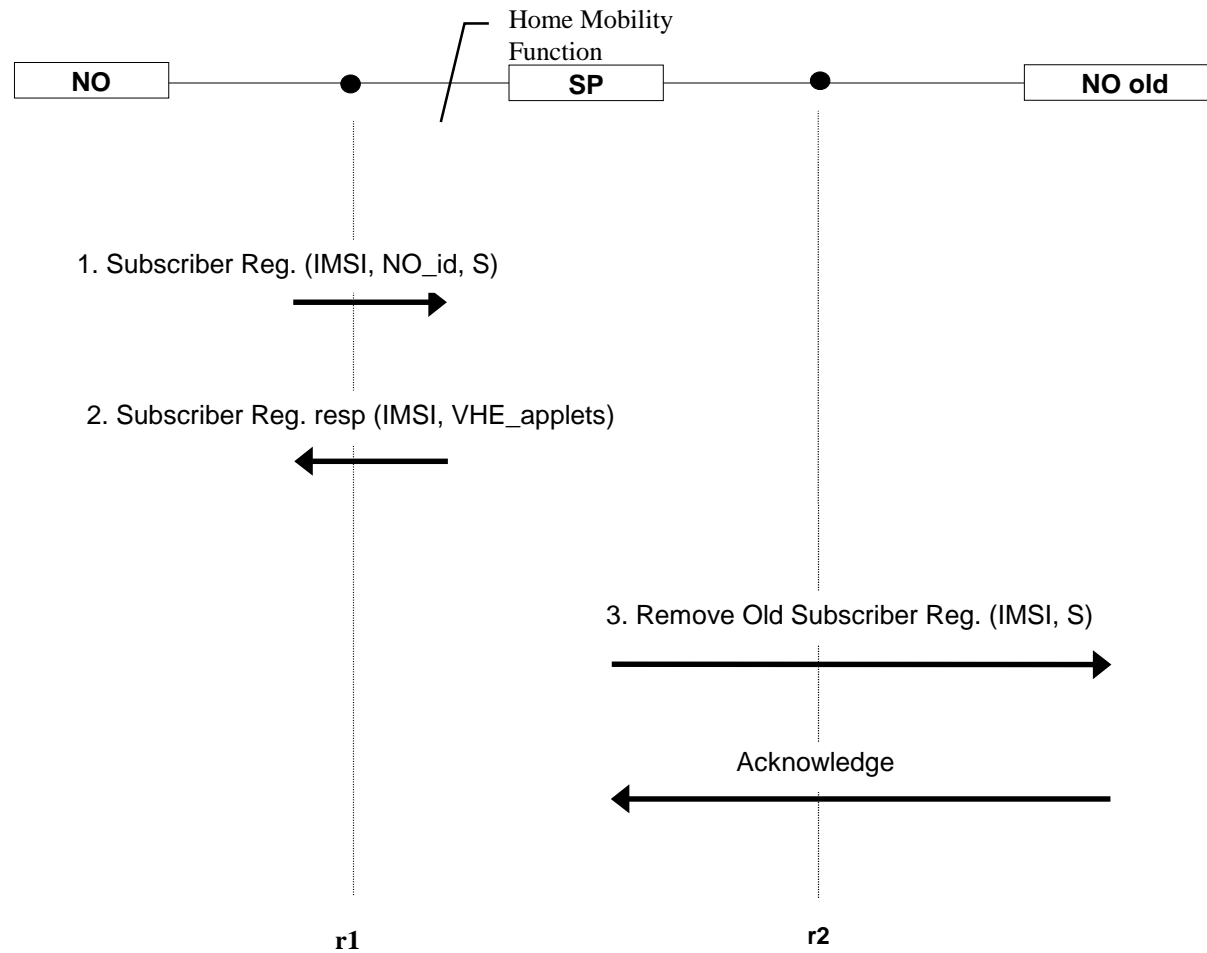 Home Mobility
Function
NO
SP
NO old
1. Subscriber Reg. (IMSI, NO_id, S)
2. Subscriber Reg. resp (IMSI, VHE_applets)
3. Remove Old Subscriber Reg. (IMSI, S)
Acknowledge
r1
r2